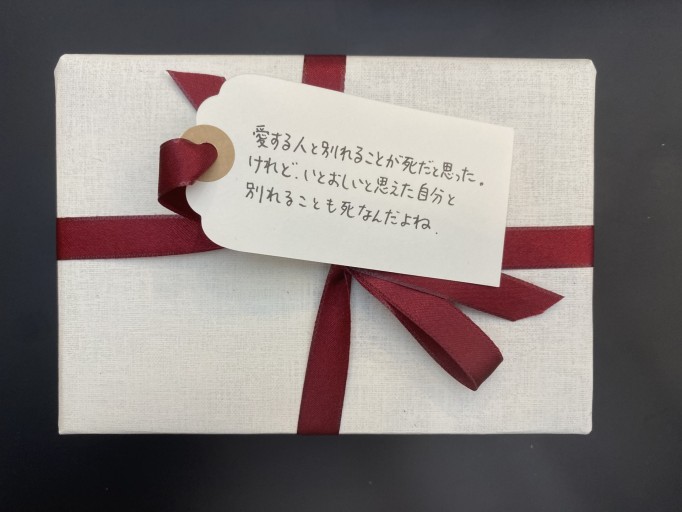 愛する人と別れることが死だと思った。
けれど、いとおしいと思えた自分と
別れることも死なんだよね.